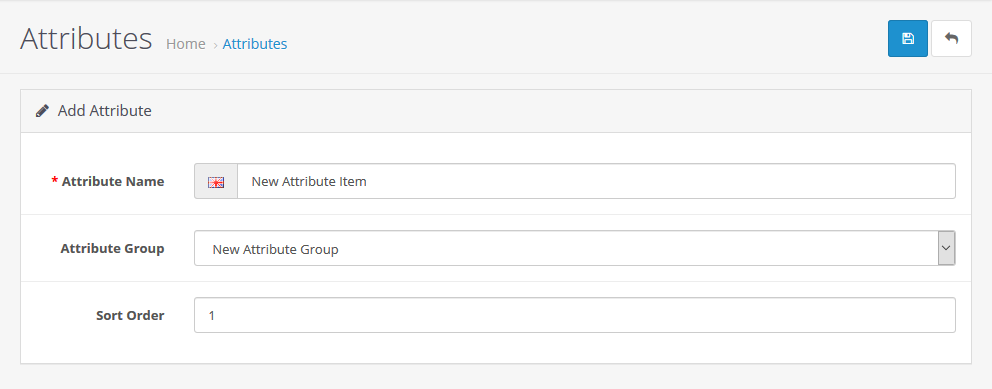 Attributes Home › Attributes
Add Attribute
* Attribute Name New Attribute Item
Attribute Group New Attribute Group
Sort Order 1